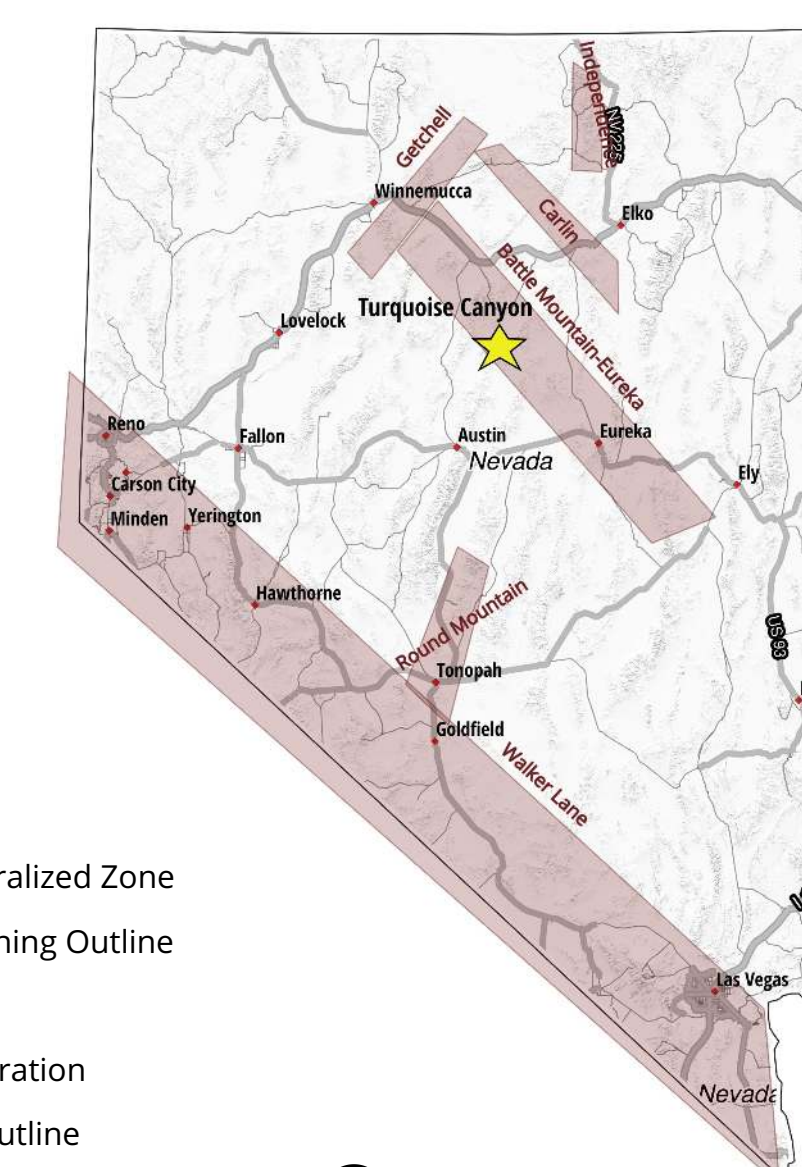 Independence
NV 225
Getchell
Winnemucca
Carlin
Elko
Battle Mountain-Eureka
Turquoise Canyon
Lovelock
Reno
Fallon
Austin
Eureka
Nevada
Ely
Carson City
Minden
Yerington
Hawthorne
Round Mountain
US 93
Tonopah
Goldfield
Walker Lane
ralized Zone
ning Outline
Las Vegas
ration
Nevada
utline